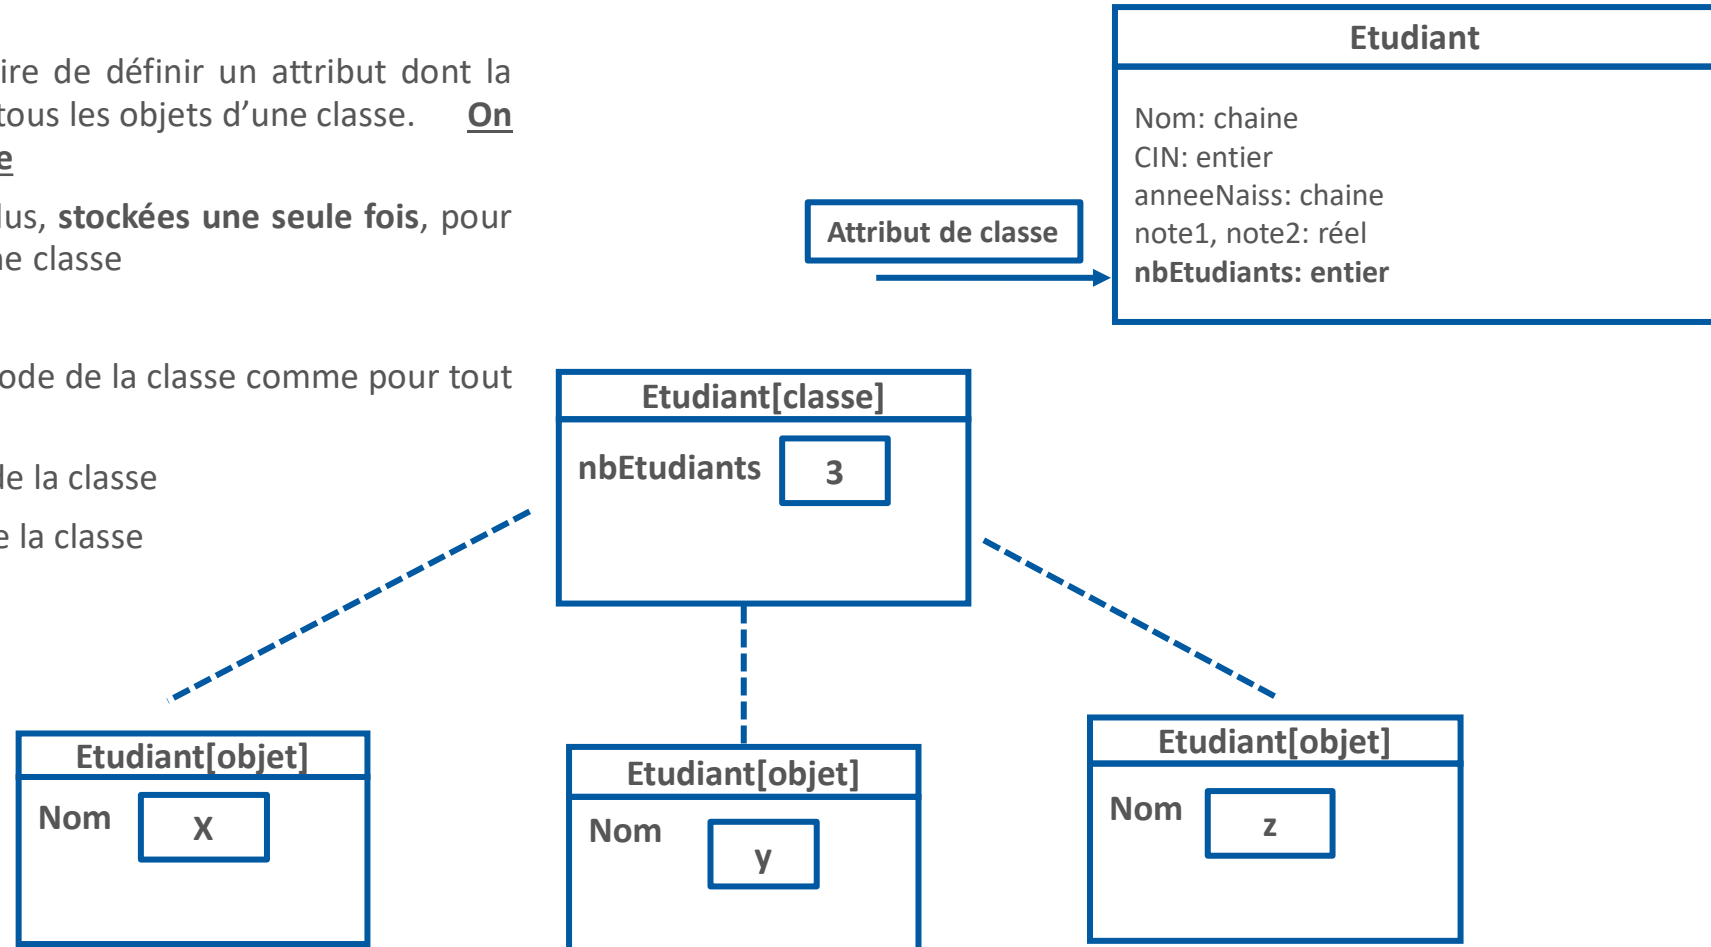 ire de définir un attribut dont la
tous les objets d’une classe. On
e
lus, stockées une seule fois, pour
ne classe
ode de la classe comme pour tout
de la classe
e la classe
Etudiant
Nom: chaine
CIN: entier
anneeNaiss: chaine
note1, note2: réel
nbEtudiants: entier
Attribut de classe
Etudiant[classe]
nbEtudiants 3
Etudiant[objet]
Nom X
Etudiant[objet]
Nom y
Etudiant[objet]
Nom z